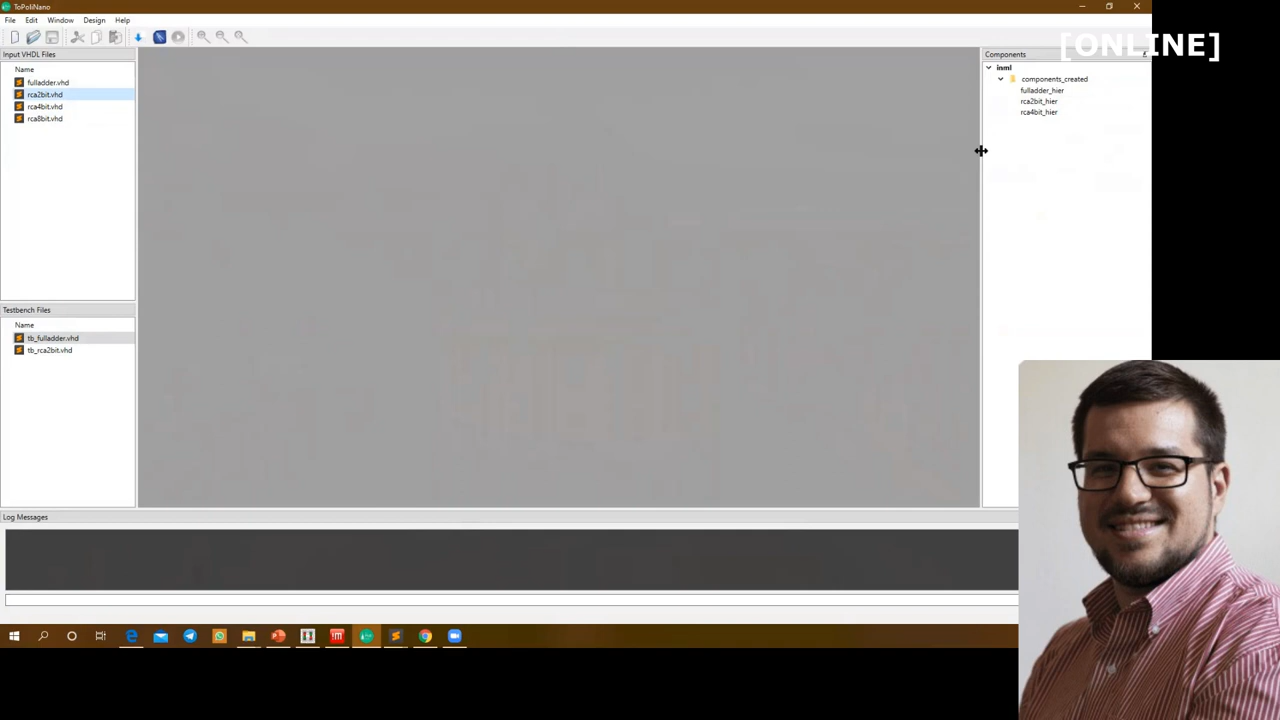 ToPoliNano
[ONLINE]
File Edit Window Design Help
Input VHDL Files
Name
fulladder.vhd
rca2bit.vhd
rca4bit.vhd
rca8bit.vhd
Testbench Files
Name
tb_fulladder.vhd
tb_rca2bit.vhd
Components
inml
components_created
fulladder_hier
rca2bit_hier
rca4bit_hier
Log Messages